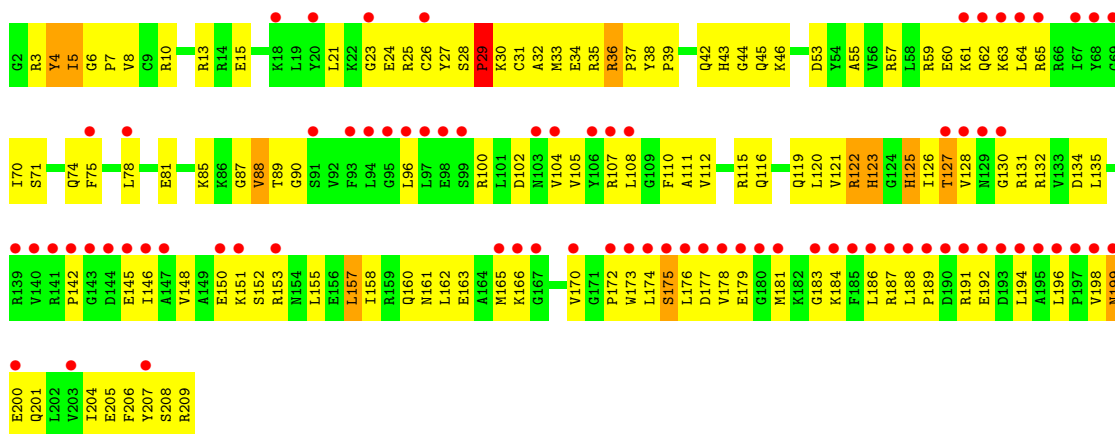 G2 R3 Y4 I5 G6 P7 V8 C9 R10 R13 R14 E15 K18 L19 Y20 L21 K22 G23 E24 R25 C26 Y27 S28 P29 K30 C31 A32 M33 E34 R35 R36 P37 Y38 P39 Q42 H43 G44 Q45 K46 D53 Y54 A55 V56 R57 L58 R59 E60 K61 Q62 K63 L64 R65 R66 I67 Y68 G69
I70 S71 Q74 F75 L78 E81 K85 K86 G87 V88 T89 G90 S91 V92 F93 L94 G95 L96 L97 E98 S99 R100 L101 D102 N103 V104 V105 Y106 R107 L108 G109 F110 A111 V112 R115 Q116 Q119 L120 V121 R122 H123 G124 H125 I126 T127 V128 N129 G130 R131 R132 V133 D134 L135
R139 V140 R141 P142 G143 D144 E145 I146 A147 V148 A149 E150 K151 S152 R153 N154 L155 E156 L157 I158 R159 Q160 N161 L162 E163 A164 M165 K166 G167 V170 G171 P172 W173 L174 S175 L176 D177 V178 E179 G180 M181 K182 G183 K184 F185 L186 R187 L188 P189 D190 R191 E192 D193 L194 A195 L196 P197 V198 N199
E200 Q201 L202 V203 I204 E205 F206 Y207 S208 R209